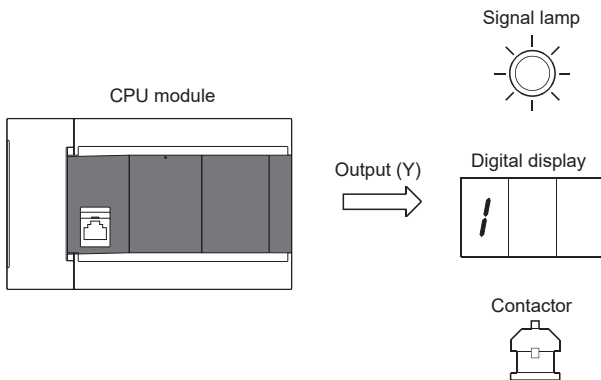 Signal lamp
CPU module
Output (Y)
Digital display
1
Contactor